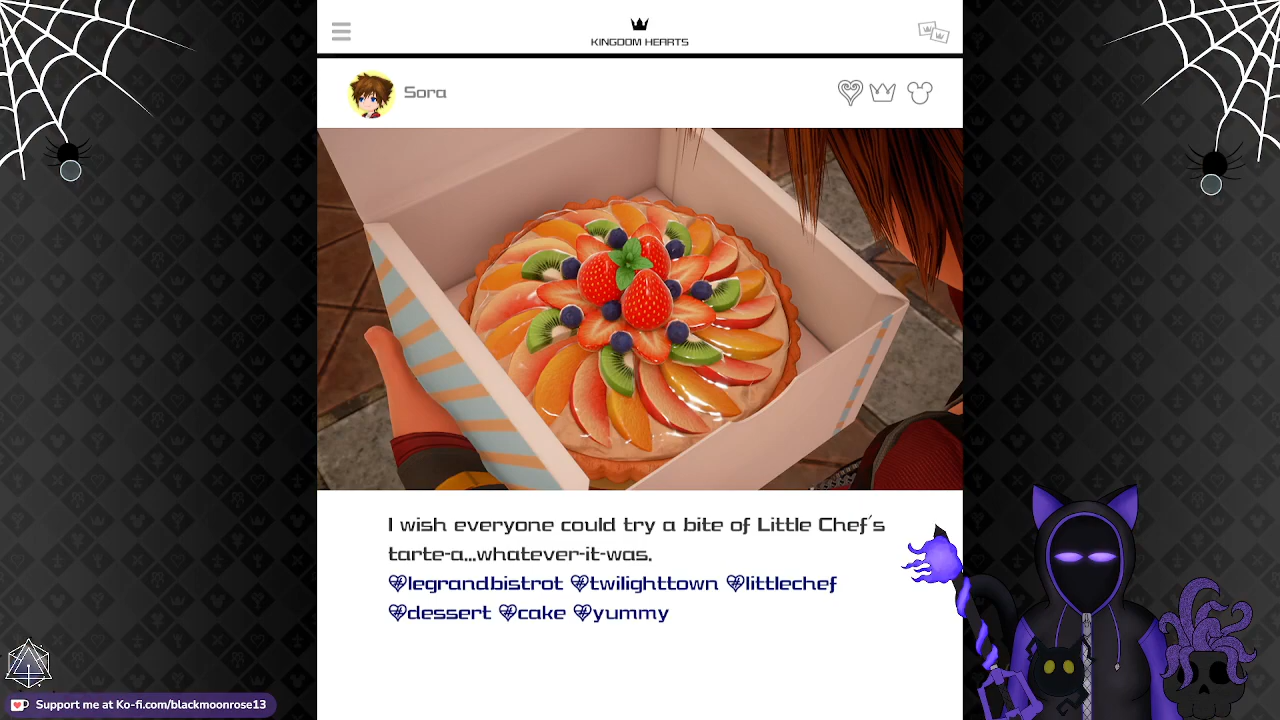 KINGDOM HEARTS
Sora
I wish everyone could try a bite of Little Chef's
tarte-a...whatever-it-was.
#legrandbistrot #twilighttown #littlechef
#dessert #cake #yummy
Support me at Ko-fi.com/blackmoonrose13